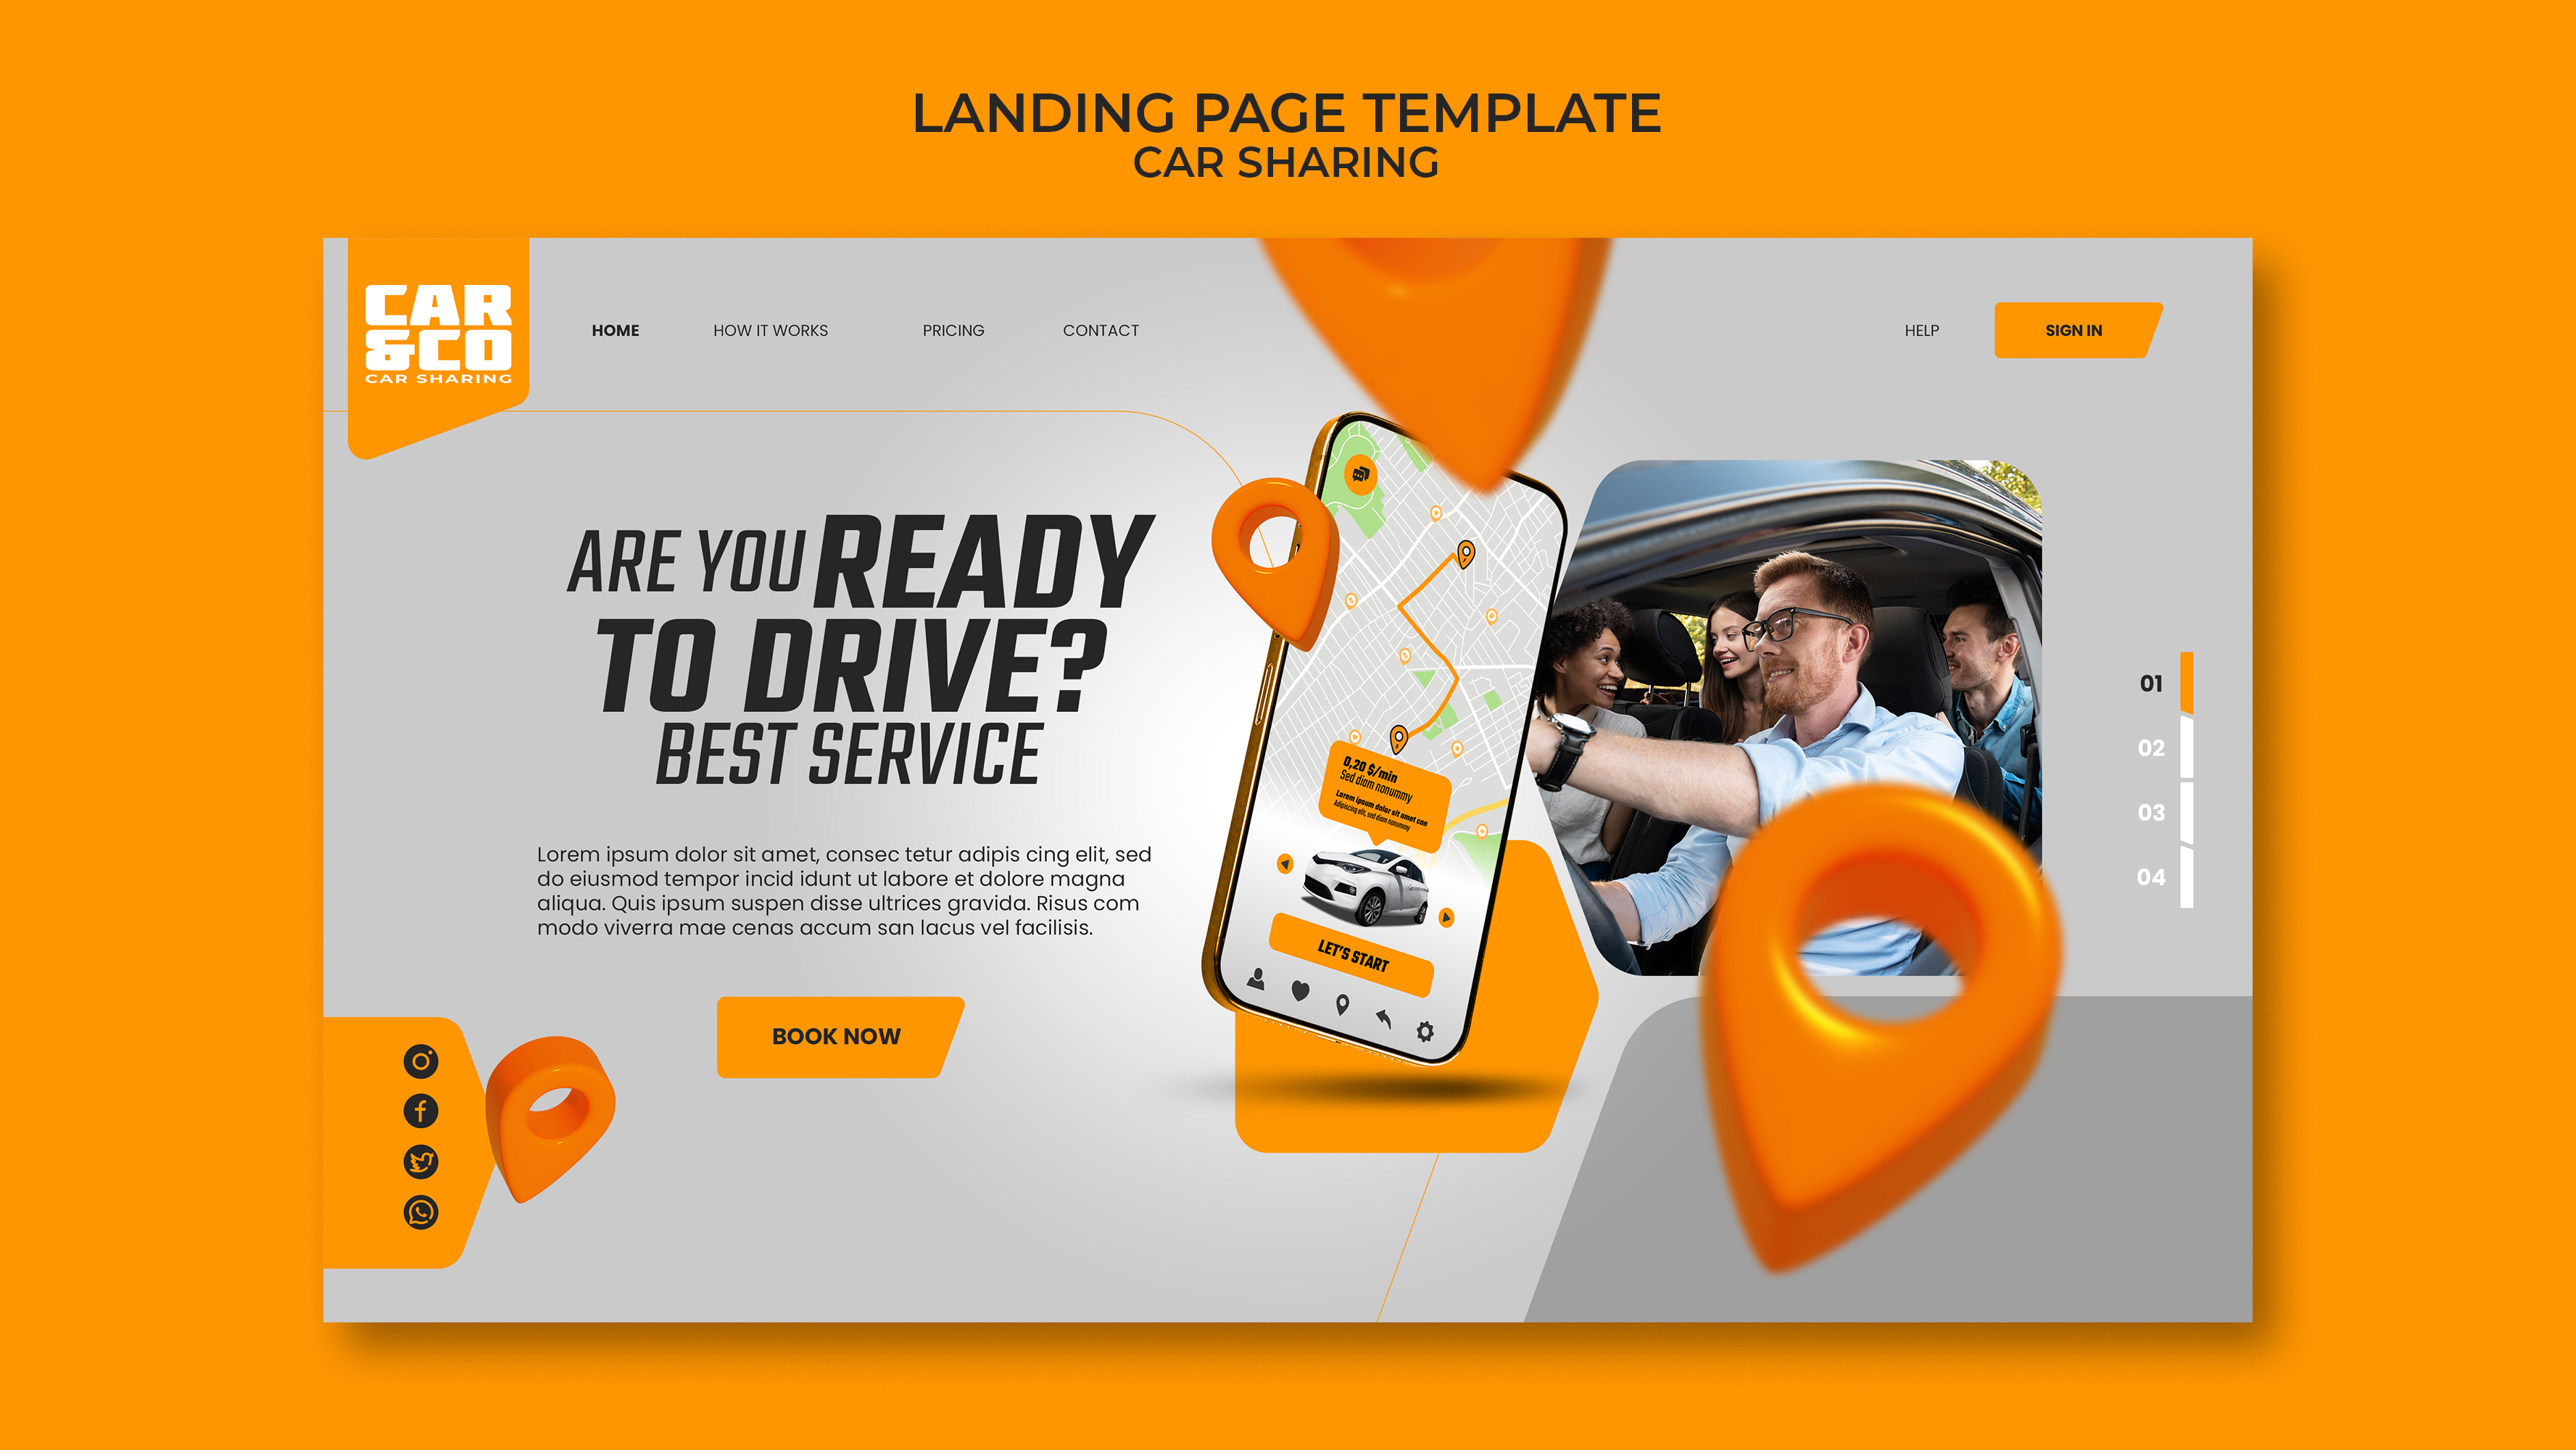 LANDING PAGE TEMPLATE
CAR SHARING
CAR
&CO
CAR SHARING
HOME
HOW IT WORKS
PRICING
CONTACT
HELP
SIGN IN
ARE YOU READY
TO DRIVE?
BEST SERVICE
Lorem ipsum dolor sit amet, consec tetur adipis cing elit, sed
do eiusmod tempor incid idunt ut labore et dolore magna
aliqua. Quis ipsum suspen disse ultrices gravida. Risus com
modo viverra mae cenas accum san lacus vel facilisis.
BOOK NOW
0,20 $/min
Sed diam nonummy
Lorem ipsum dolor sit amet con
Adipiscing elit, sed diam nonummy
LET'S START
01
02
03
04